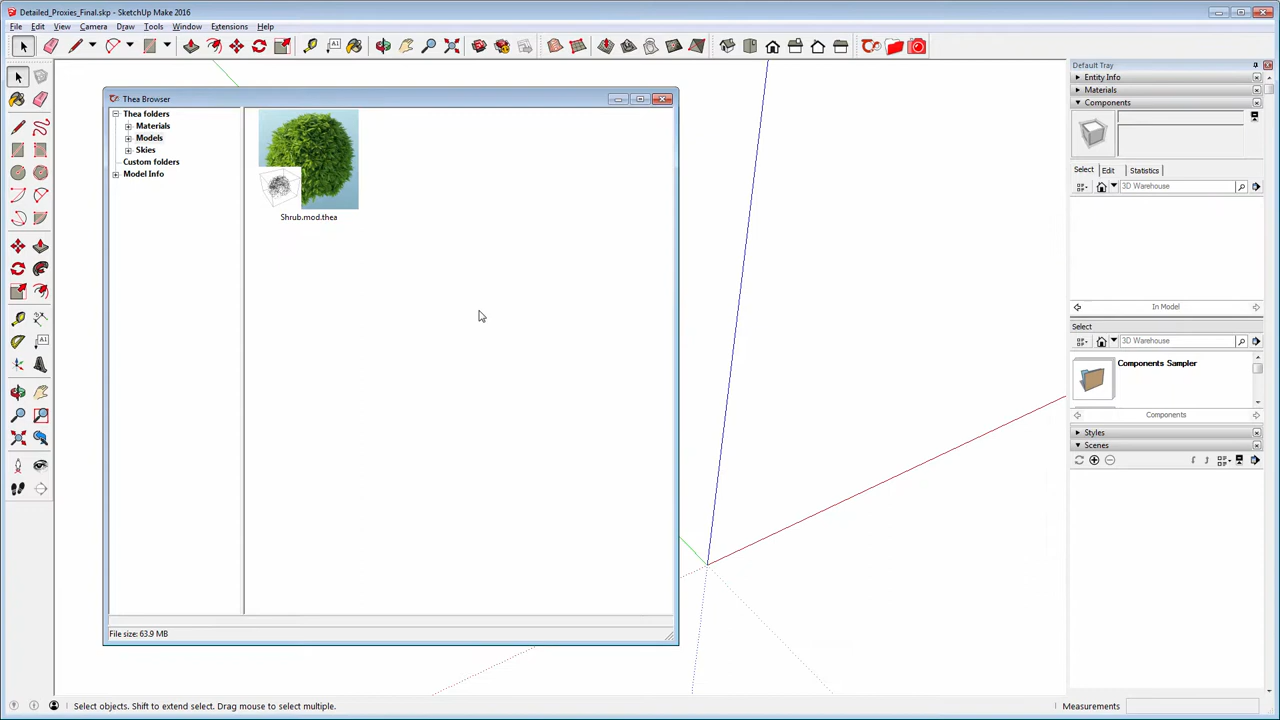 Detailed_Proxies_Final.skp - SketchUp Make 2016
File Edit View Camera Draw Tools Window Extensions Help
Default Tray
Entity Info
Materials
Components
Select Edit Statistics
3D Warehouse
In Model
Select
3D Warehouse
Components Sampler
Components
Styles
Scenes
Thea Browser
Thea folders
Materials
Models
Skies
Custom folders
Model Info
Shrub.mod.thea
File size: 63.9 MB
Select objects. Shift to extend select. Drag mouse to select multiple.
Measurements